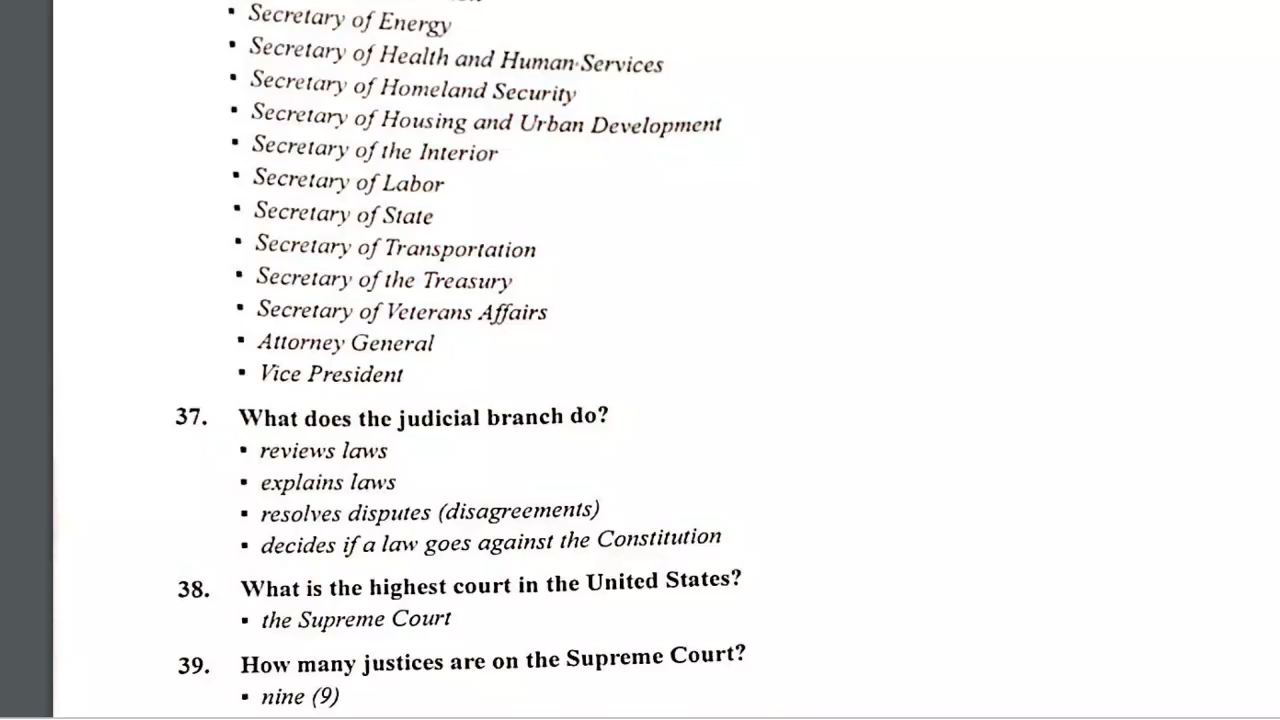 ▪ Secretary of Energy
▪ Secretary of Health and Human Services
▪ Secretary of Homeland Security
▪ Secretary of Housing and Urban Development
▪ Secretary of the Interior
▪ Secretary of Labor
▪ Secretary of State
▪ Secretary of Transportation
▪ Secretary of the Treasury
▪ Secretary of Veterans Affairs
▪ Attorney General
▪ Vice President
37. What does the judicial branch do?
▪ reviews laws
▪ explains laws
▪ resolves disputes (disagreements)
▪ decides if a law goes against the Constitution
38. What is the highest court in the United States?
▪ the Supreme Court
39. How many justices are on the Supreme Court?
▪ nine (9)